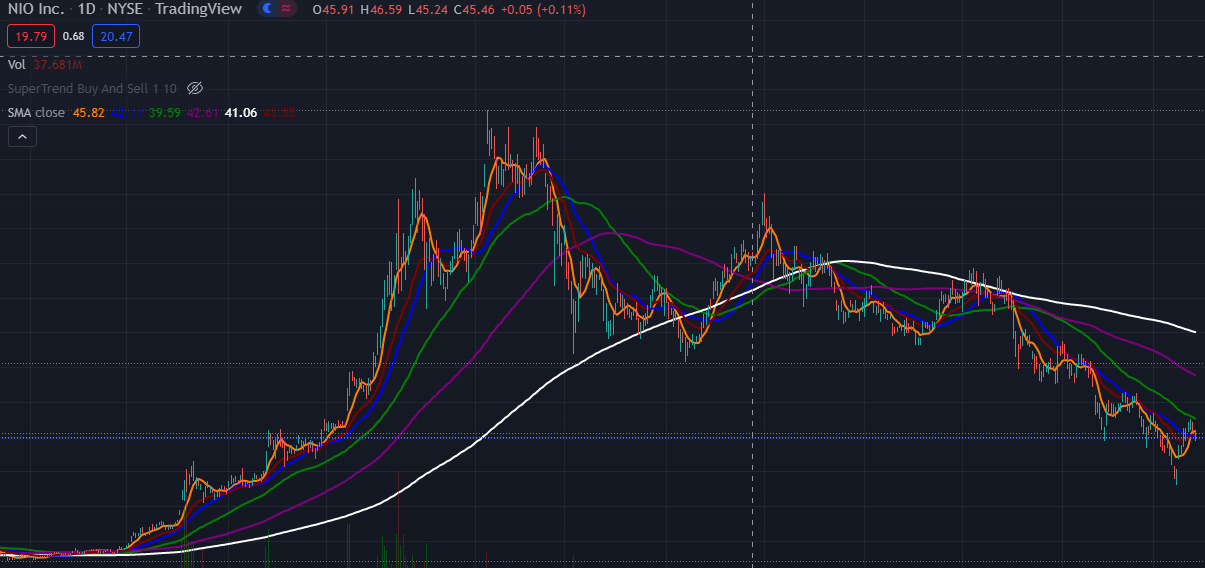 NIO Inc. · 1D · NYSE · TradingView O45.91 H46.59 L45.24 C45.46 +0.05 (+0.11%)
19.79 0.68 20.47
Vol 37.681M
SuperTrend Buy And Sell 1 10
SMA close 45.82 39.59 42.61 41.06